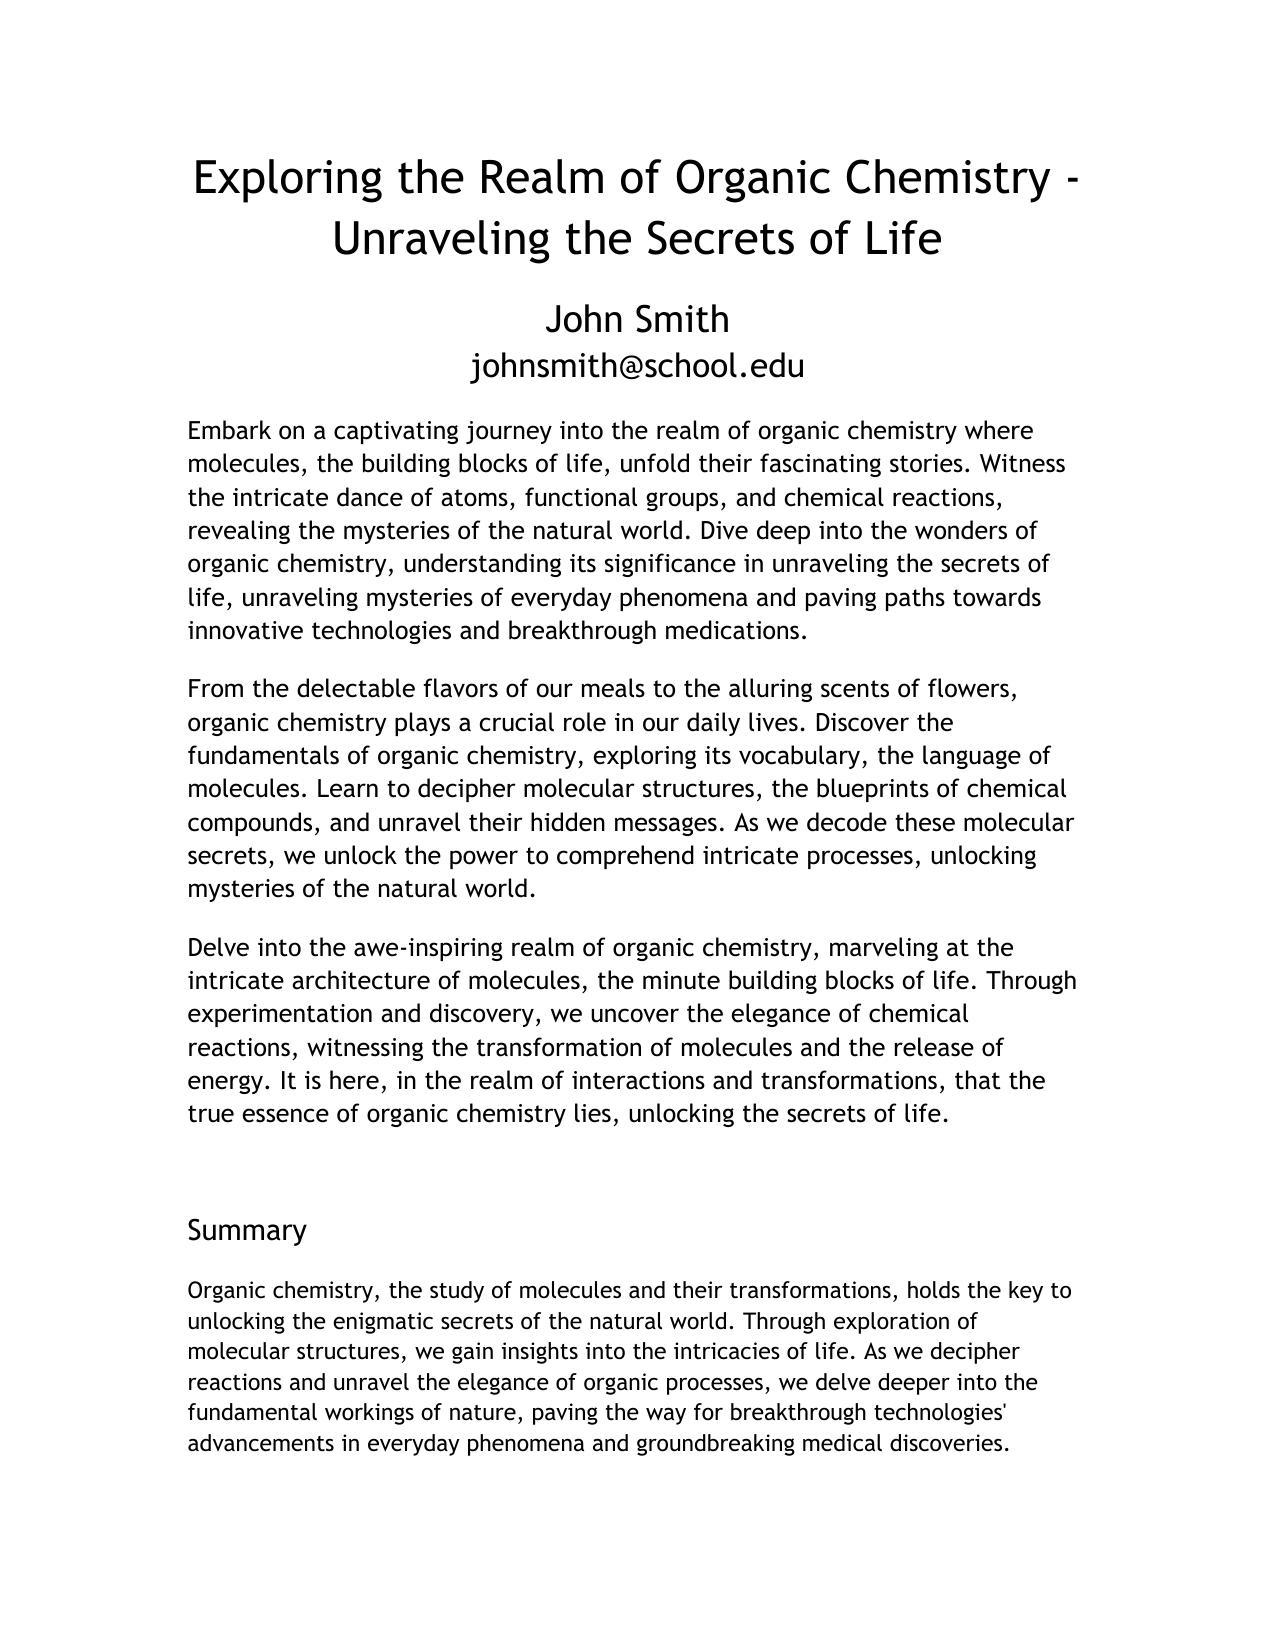 Exploring the Realm of Organic Chemistry -
Unraveling the Secrets of Life
John Smith
johnsmith@school.edu
Embark on a captivating journey into the realm of organic chemistry where
molecules, the building blocks of life, unfold their fascinating stories. Witness
the intricate dance of atoms, functional groups, and chemical reactions,
revealing the mysteries of the natural world. Dive deep into the wonders of
organic chemistry, understanding its significance in unraveling the secrets of
life, unraveling mysteries of everyday phenomena and paving paths towards
innovative technologies and breakthrough medications.
From the delectable flavors of our meals to the alluring scents of flowers,
organic chemistry plays a crucial role in our daily lives. Discover the
fundamentals of organic chemistry, exploring its vocabulary, the language of
molecules. Learn to decipher molecular structures, the blueprints of chemical
compounds, and unravel their hidden messages. As we decode these molecular
secrets, we unlock the power to comprehend intricate processes, unlocking
mysteries of the natural world.
Delve into the awe-inspiring realm of organic chemistry, marveling at the
intricate architecture of molecules, the minute building blocks of life. Through
experimentation and discovery, we uncover the elegance of chemical
reactions, witnessing the transformation of molecules and the release of
energy. It is here, in the realm of interactions and transformations, that the
true essence of organic chemistry lies, unlocking the secrets of life.
Summary
Organic chemistry, the study of molecules and their transformations, holds the key to
unlocking the enigmatic secrets of the natural world. Through exploration of
molecular structures, we gain insights into the intricacies of life. As we decipher
reactions and unravel the elegance of organic processes, we delve deeper into the
fundamental workings of nature, paving the way for breakthrough technologies'
advancements in everyday phenomena and groundbreaking medical discoveries.